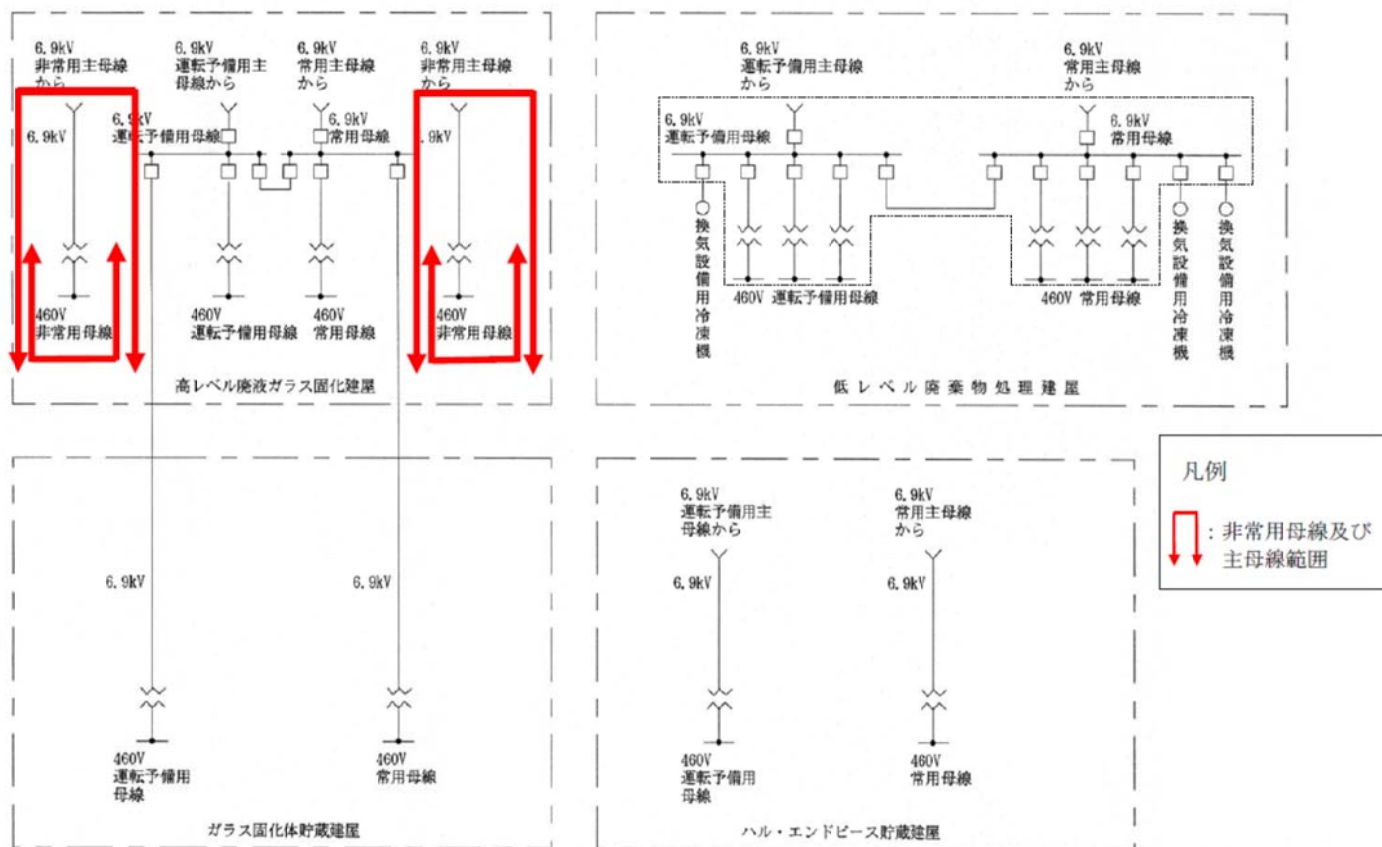 6.9kV
非常用主母線
から
6.9kV
運転予備用主
母線から
6.9kV
常用主母線
から
6.9kV
非常用主母線
から
6.9kV
6.9kV
運転予備用母線
6.9kV
常用母線
.9kV
460V
非常用母線
460V
運転予備用母線
460V
常用母線
460V
非常用母線
高レベル廃液ガラス固化建屋
6.9kV
運転予備用主母線
から
6.9kV
常用主母線
から
6.9kV
運転予備用母線
6.9kV
常用母線
換気設備用冷凍機
460V 運転予備用母線
460V 常用母線
換気設備用冷凍機
換気設備用冷凍機
低レベル廃棄物処理建屋
6.9kV
6.9kV
460V
運転予備用
母線
460V
常用母線
ガラス固化体貯蔵建屋
6.9kV
運転予備用主
母線から
6.9kV
常用主母線
から
6.9kV
6.9kV
460V
運転予備用
母線
460V
常用母線
ハル・エンドピース貯蔵建屋
凡例
：非常用母線及び
主母線範囲